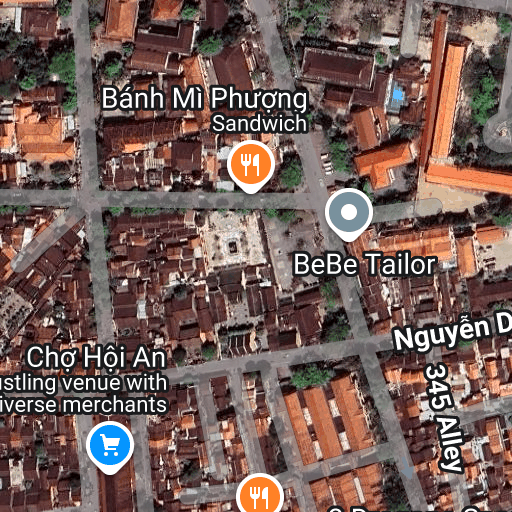 Bánh Mì Phượng
Sandwich
BeBe Tailor
Nguyễn D
Chợ Hội An
ustling venue with
iverse merchants
345 Alley